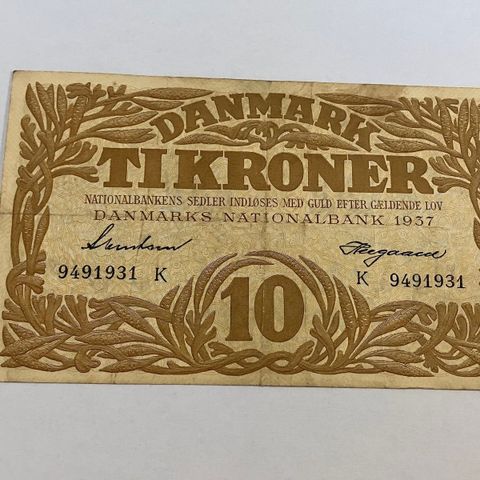 DANMARK
TI KRONER
NATIONALBANKENS SEDLER INDLØSES MED GULD EFTER GÆLDENDE LOV
DANMARKS NATIONALBANK 1937
9491931 K K 9491931
10